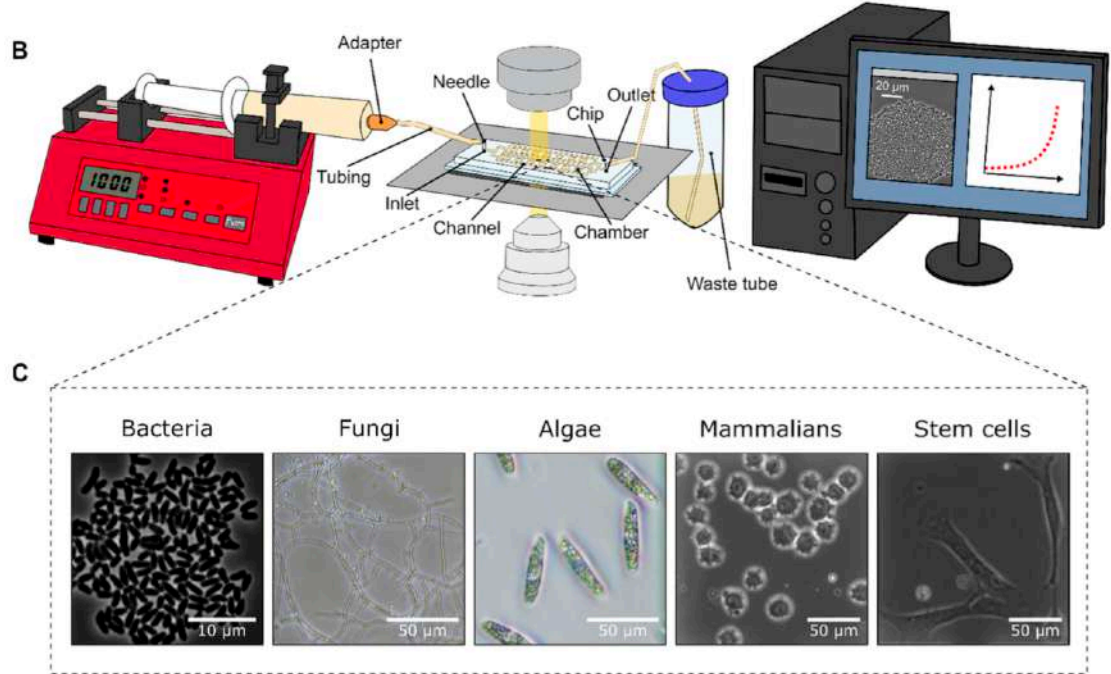 B
Adapter
Needle
Chip
Outlet
20 µm
1000
Tubing
Inlet
Channel
Chamber
Waste tube
C
Bacteria
Fungi
Algae
Mammalians
Stem cells
10 µm
50 µm
50 µm
50 µm
50 µm